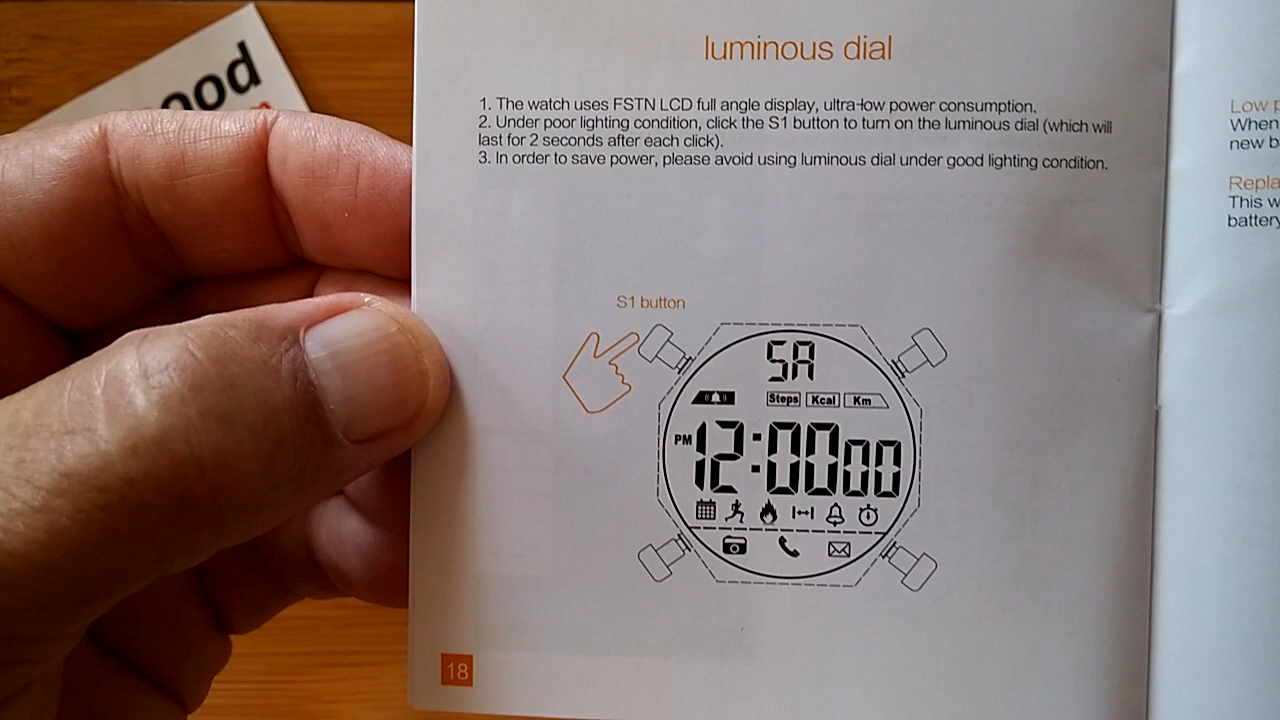 ood
luminous dial
1. The watch uses FSTN LCD full angle display, ultra-low power consumption.
2. Under poor lighting condition, click the S1 button to turn on the luminous dial (which will
last for 2 seconds after each click).
3. In order to save power, please avoid using luminous dial under good lighting condition.
S1 button
SA
Steps Kcal Km
PM 12:00 00
18
Low
When
new b
Repla
This w
battery